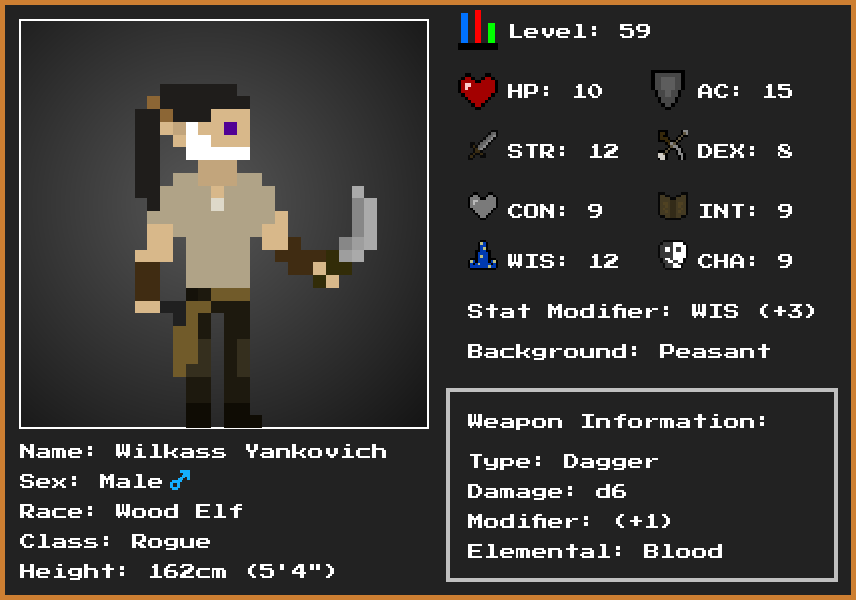 Level: 59
HP: 10 AC: 15
STR: 12 DEX: 8
CON: 9 INT: 9
WIS: 12 CHA: 9
Stat Modifier: WIS (+3)
Background: Peasant
Weapon Information:
Type: Dagger
Damage: d6
Modifier: (+1)
Elemental: Blood
Name: Wilkass Yankovich
Sex: Male ♂
Race: Wood Elf
Class: Rogue
Height: 162cm (5'4")